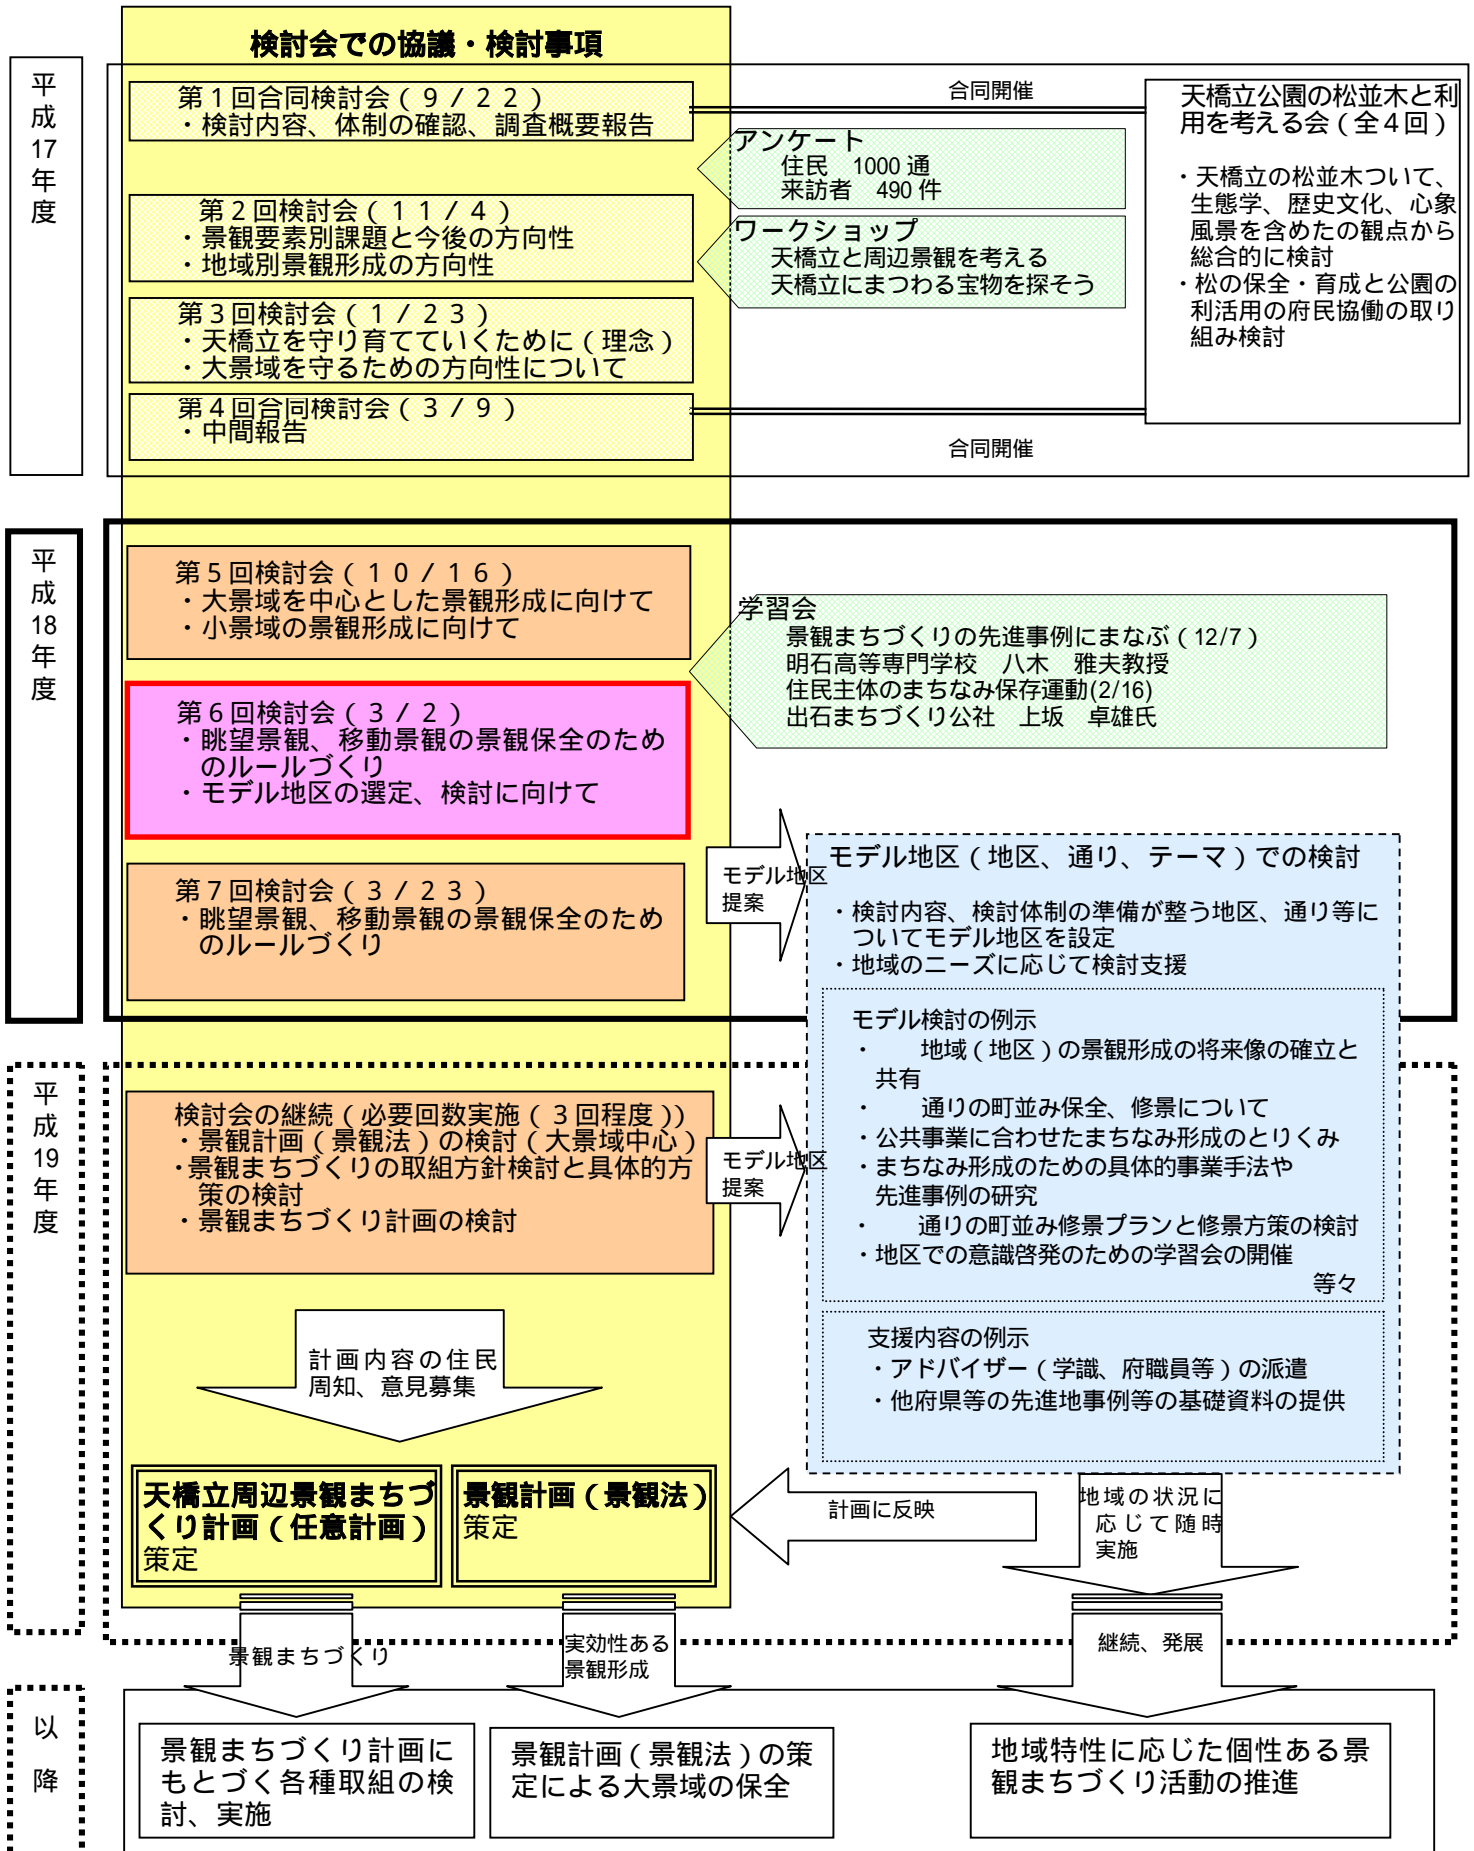 検討会での協議・検討事項
平成17年度
第1回合同検討会(9/22)
・検討内容、体制の確認、調査概要報告
合同開催
天橋立公園の松並木と利
用を考える会(全4回)
・天橋立の松並木ついて、
生態学、歴史文化、心象
風景を含めたの観点から
総合的に検討
・松の保全・育成と公園の
利活用の府民協働の取り
組み検討
アンケート
住民 1000通
来訪者 490件
第2回検討会(11/4)
・景観要素別課題と今後の方向性
・地域別景観形成の方向性
ワークショップ
天橋立と周辺景観を考える
天橋立にまつわる宝物を探そう
第3回検討会(1/23)
・天橋立を守り育てていくために(理念)
・大景域を守るための方向性について
第4回合同検討会(3/9)
・中間報告
合同開催
平成18年度
第5回検討会(10/16)
・大景域を中心とした景観形成に向けて
・小景域の景観形成に向けて
学習会
景観まちづくりの先進事例にまなぶ(12/7)
明石高等専門学校 八木 雅夫教授
住民主体のまちなみ保存運動(2/16)
出石まちづくり公社 上坂 卓雄氏
第6回検討会(3/2)
・眺望景観、移動景観の景観保全のため
のルールづくり
・モデル地区の選定、検討に向けて
第7回検討会(3/23)
・眺望景観、移動景観の景観保全のため
のルールづくり
モデル地区
提案
モデル地区(地区、通り、テーマ)での検討
・検討内容、検討体制の準備が整う地区、通り等に
ついてモデル地区を設定
・地域のニーズに応じて検討支援
モデル検討の例示
・ 地域(地区)の景観形成の将来像の確立と
共有
・ 通りの町並み保全、修景について
・公共事業に合わせたまちなみ形成のとりくみ
・まちなみ形成のための具体的事業手法や
先進事例の研究
・ 通りの町並み修景プランと修景方策の検討
・地区での意識啓発のための学習会の開催
等々
支援内容の例示
・アドバイザー(学識、府職員等)の派遣
・他府県等の先進地事例等の基礎資料の提供
平成19年度
検討会の継続(必要回数実施(3回程度))
・景観計画(景観法)の検討(大景域中心)
・景観まちづくりの取組方針検討と具体的方
策の検討
・景観まちづくり計画の検討
モデル地区
提案
計画内容の住民
周知、意見募集
天橋立周辺景観まちづ
くり計画(任意計画)
策定
景観計画(景観法)
策定
計画に反映
地域の状況に
応じて随時
実施
景観まちづくり
実効性ある
景観形成
継続、発展
以降
景観まちづくり計画に
もとづく各種取組の検
討、実施
景観計画(景観法)の策
定による大景域の保全
地域特性に応じた個性ある景
観まちづくり活動の推進